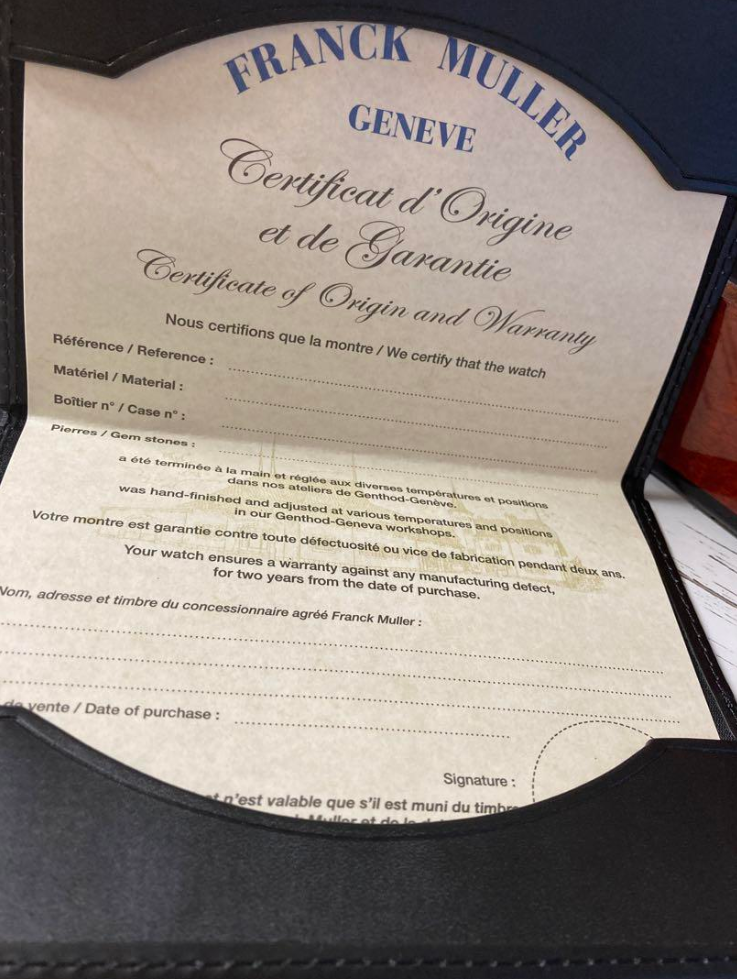 FRANCK MULLER
GENEVE
Certificat d'Origine
et de Garantie
Certificate of Origin and Warranty
Nous certifions que la montre / We certify that the watch
Référence / Reference :
Matériel / Material :
Boîtier n° / Case n° :
Pierres / Gem stones :
a été terminée à la main et réglée aux diverses températures et positions
dans nos ateliers de Genthod-Genève.
was hand-finished and adjusted at various temperatures and positions
in our Genthod-Geneva workshops.
Votre montre est garantie contre toute défectuosité ou vice de fabrication pendant deux ans.
Your watch ensures a warranty against any manufacturing defect,
for two years from the date of purchase.
Nom, adresse et timbre du concessionnaire agréé Franck Muller :
de vente / Date of purchase :
Signature :
n'est valable que s'il est muni du timbre
Muller et de la